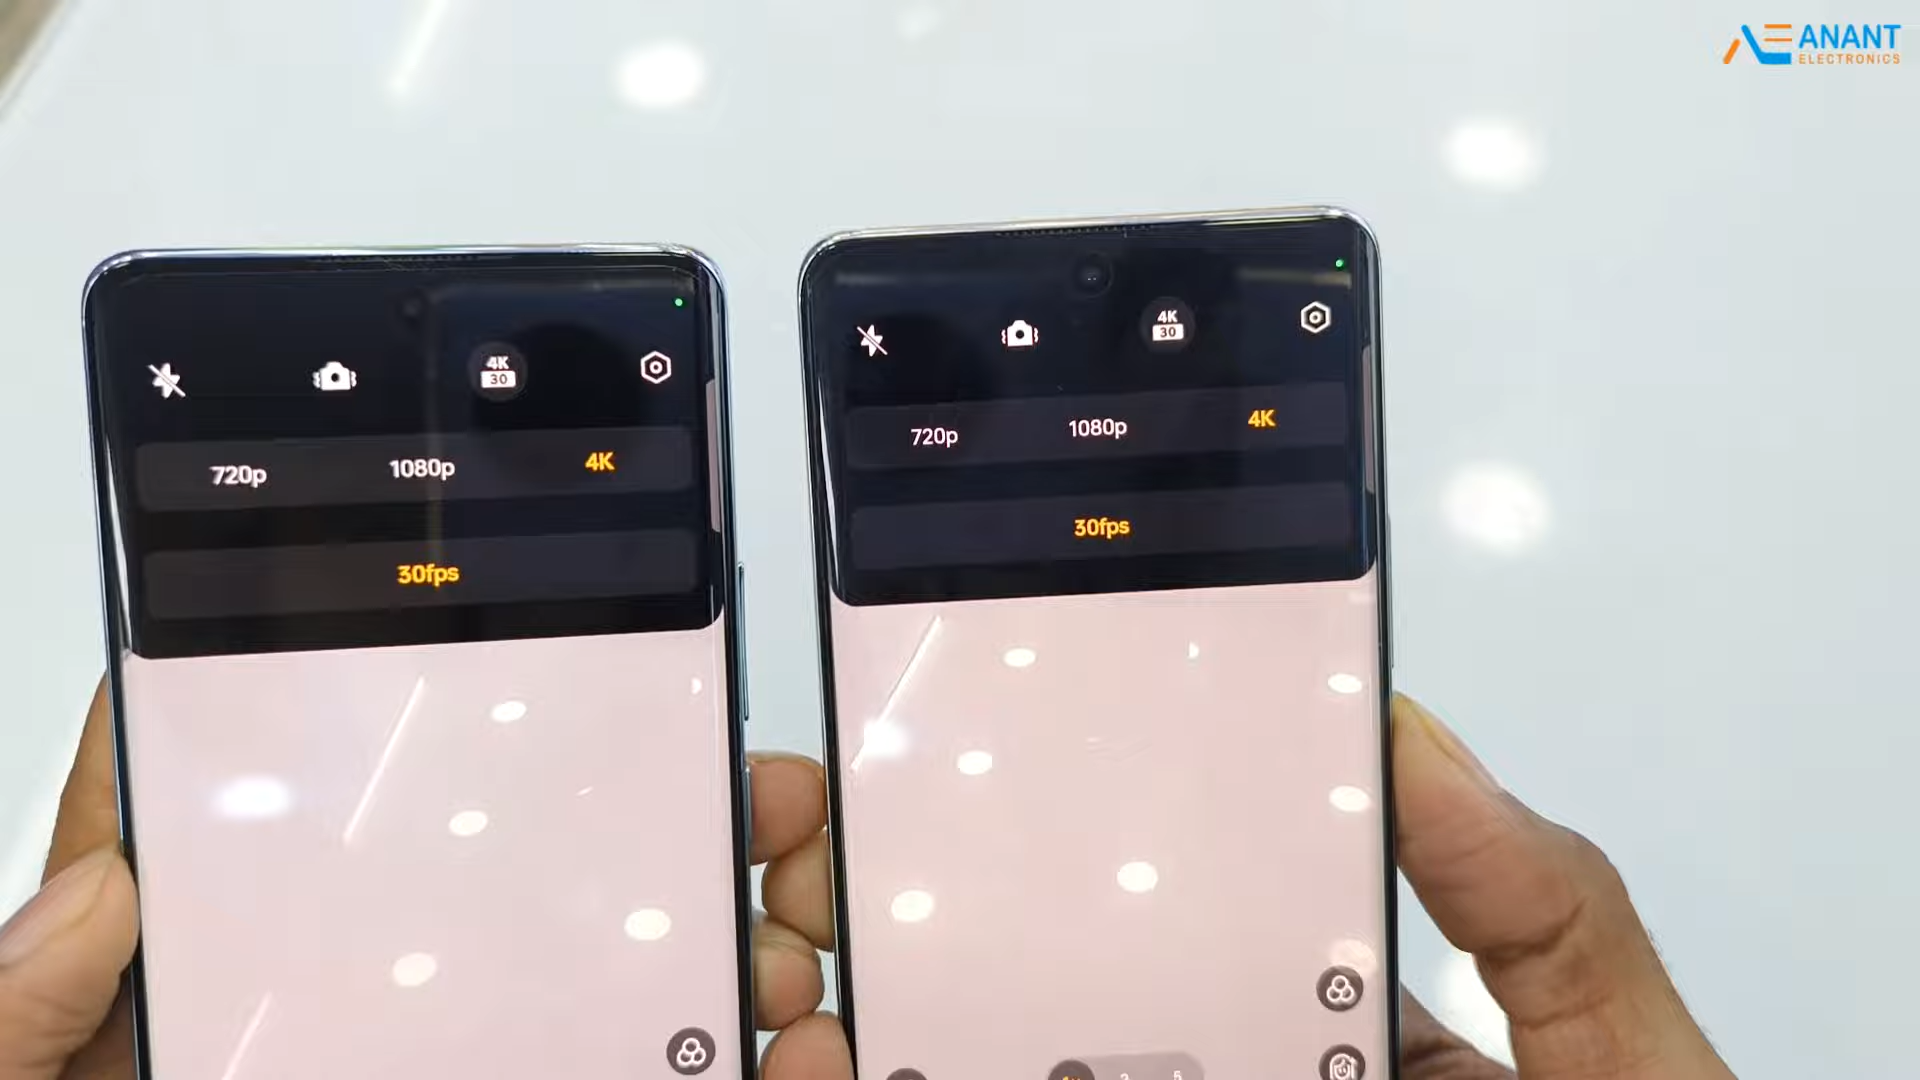 ANANT
ELECTRONICS
4K
30
720p 1080p 4K
30fps
4K
30
720p 1080p 4K
30fps